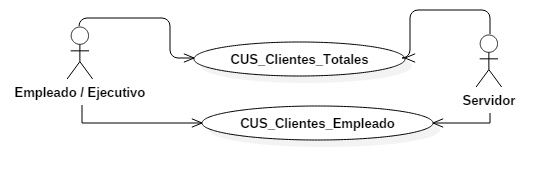 CUS_Clientes_Totales
Empleado / Ejecutivo
Servidor
CUS_Clientes_Empleado